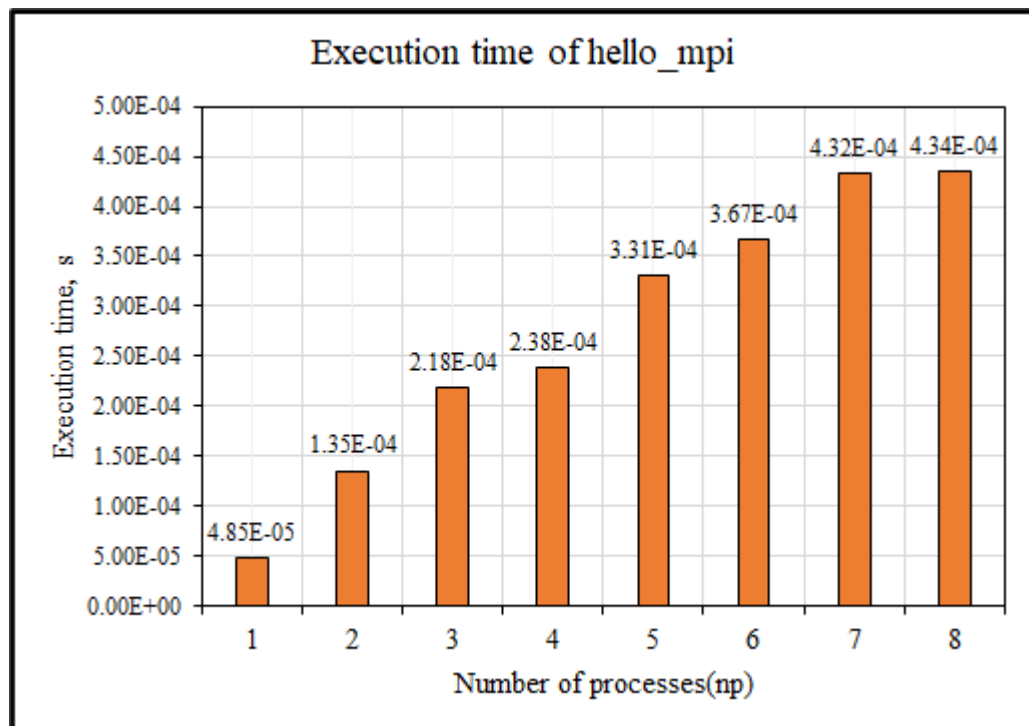 Execution time of hello_mpi
Execution time, s
5.00E-04
4.50E-04
4.00E-04
3.50E-04
3.00E-04
2.50E-04
2.00E-04
1.50E-04
1.00E-04
5.00E-05
0.00E+00
4.85E-05
1.35E-04
2.18E-04
2.38E-04
3.31E-04
3.67E-04
4.32E-04
4.34E-04
1 2 3 4 5 6 7 8
Number of processes(np)